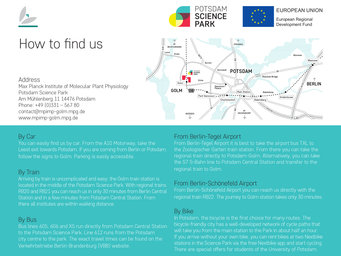 POTSDAM
SCIENCE
PARK
EUROPEAN UNION
European Regional
Development Fund
How to find us
POTSDAM
GOLM
BERLIN
Address
Max Planck Institute of Molecular Plant Physiology
Potsdam Science Park
Am Mühlenberg 11 14476 Potsdam
Phone: +49 (0)331 – 567 80
contact@mpimp-golm.mpg.de
www.mpimp-golm.mpg.de
By Car
You can easily find us by car. From the A10 Motorway, take the
Leest exit towards Potsdam. If you are coming from Berlin or Potsdam,
follow the signs to Golm. Parking is easily accessible.
By Train
Arriving by train is uncomplicated and easy: the Golm train station is
located in the middle of the Potsdam Science Park. With regional trains
RB20 and RB21 you can reach us in only 30 minutes from Berlin Central
Station and in a few minutes from Potsdam Central Station. From
there all institutes are within walking distance.
By Bus
Bus lines 605, 606 and X5 run directly from Potsdam Central Station
to the Potsdam Science Park. Line 612 runs from the Potsdam
city centre to the park. The exact travel times can be found on the
Verkehrsbetriebe Berlin-Brandenburg (VBB) website.
From Berlin-Tegel Airport
From Berlin-Tegel Airport it is best to take the airport bus TXL to
the Zoologischer Garten train station. From there you can take the
regional train directly to Potsdam-Golm. Alternatively, you can take
the S7 S-Bahn line to Potsdam Central Station and transfer to the
regional train to Golm.
From Berlin-Schönefeld Airport
From Berlin-Schönefeld Airport you can reach us directly with the
regional train RB22. The journey to Golm station takes only 30 minutes.
By Bike
In Potsdam, the bicycle is the first choice for many routes. The
bicycle-friendly city has a well-developed network of cycle paths that
will take you from the main station to the Park in about half an hour.
If you arrive without your own bike, you can rent bikes at two Nextbike
stations in the Science Park via the free Nextbike app and start cycling.
There are special offers for students of the University of Potsdam.